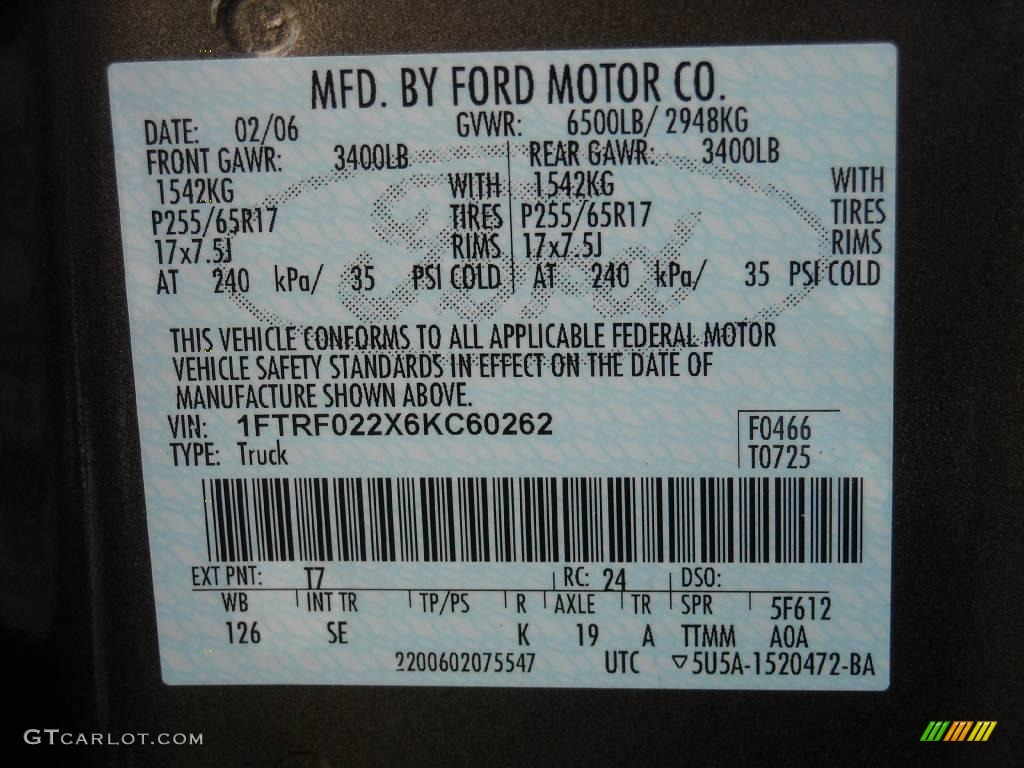 MFD. BY FORD MOTOR CO.
DATE: 02/06 GVWR: 6500LB/ 2948KG
FRONT GAWR: 3400LB REAR GAWR: 3400LB
1542KG WITH 1542KG WITH
P255/65R17 TIRES P255/65R17 TIRES
17x7.5J RIMS 17x7.5J RIMS
AT 240 kPa/ 35 PSI COLD AT 240 kPa/ 35 PSI COLD
Ford
THIS VEHICLE CONFORMS TO ALL APPLICABLE FEDERAL MOTOR
VEHICLE SAFETY STANDARDS IN EFFECT ON THE DATE OF
MANUFACTURE SHOWN ABOVE.
VIN: 1FTRF022X6KC60262 F0466
TYPE: Truck T0725
EXT PNT: T7 RC: 24 DSO:
WB INT TR TP/PS R AXLE TR SPR 5F612
126 SE K 19 A TTMM AOA
2200602075547 UTC ▽5U5A-1520472-BA
GTCARLOT.COM